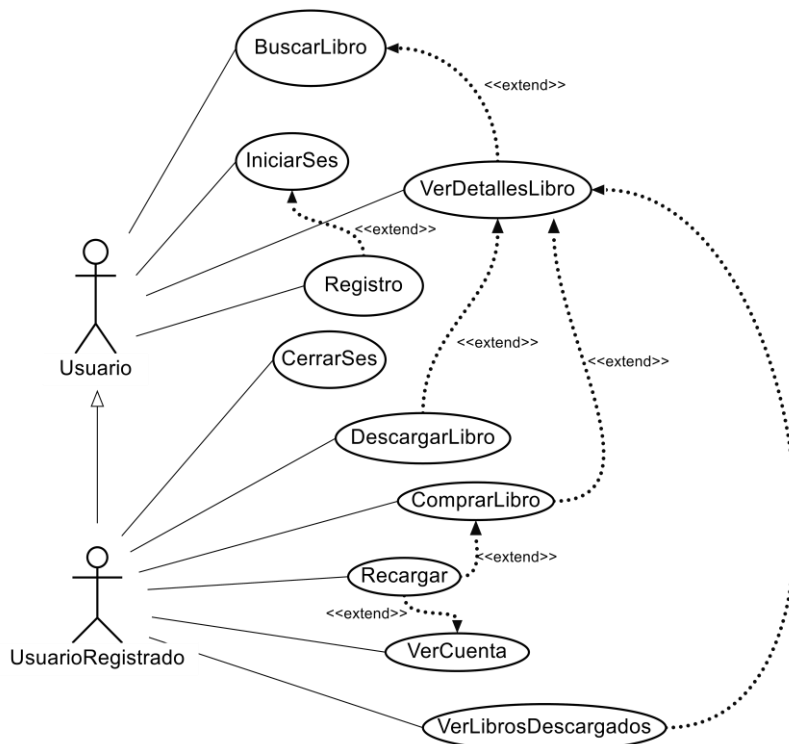 BuscarLibro
<<extend>>
IniciarSes
VerDetallesLibro
<<extend>>
Registro
Usuario
CerrarSes
<<extend>>
<<extend>>
DescargarLibro
ComprarLibro
<<extend>>
Recargar
<<extend>>
VerCuenta
UsuarioRegistrado
VerLibrosDescargados